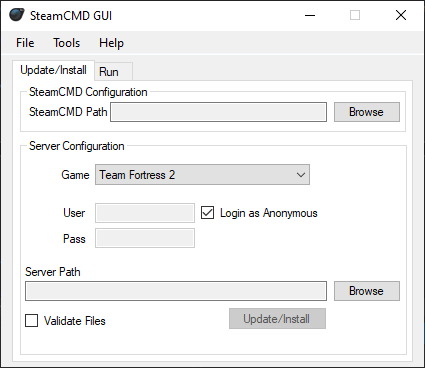 SteamCMD GUI
File Tools Help
Update/Install Run
SteamCMD Configuration
SteamCMD Path Browse
Server Configuration
Game Team Fortress 2
User Login as Anonymous
Pass
Server Path
Browse
Validate Files Update/Install